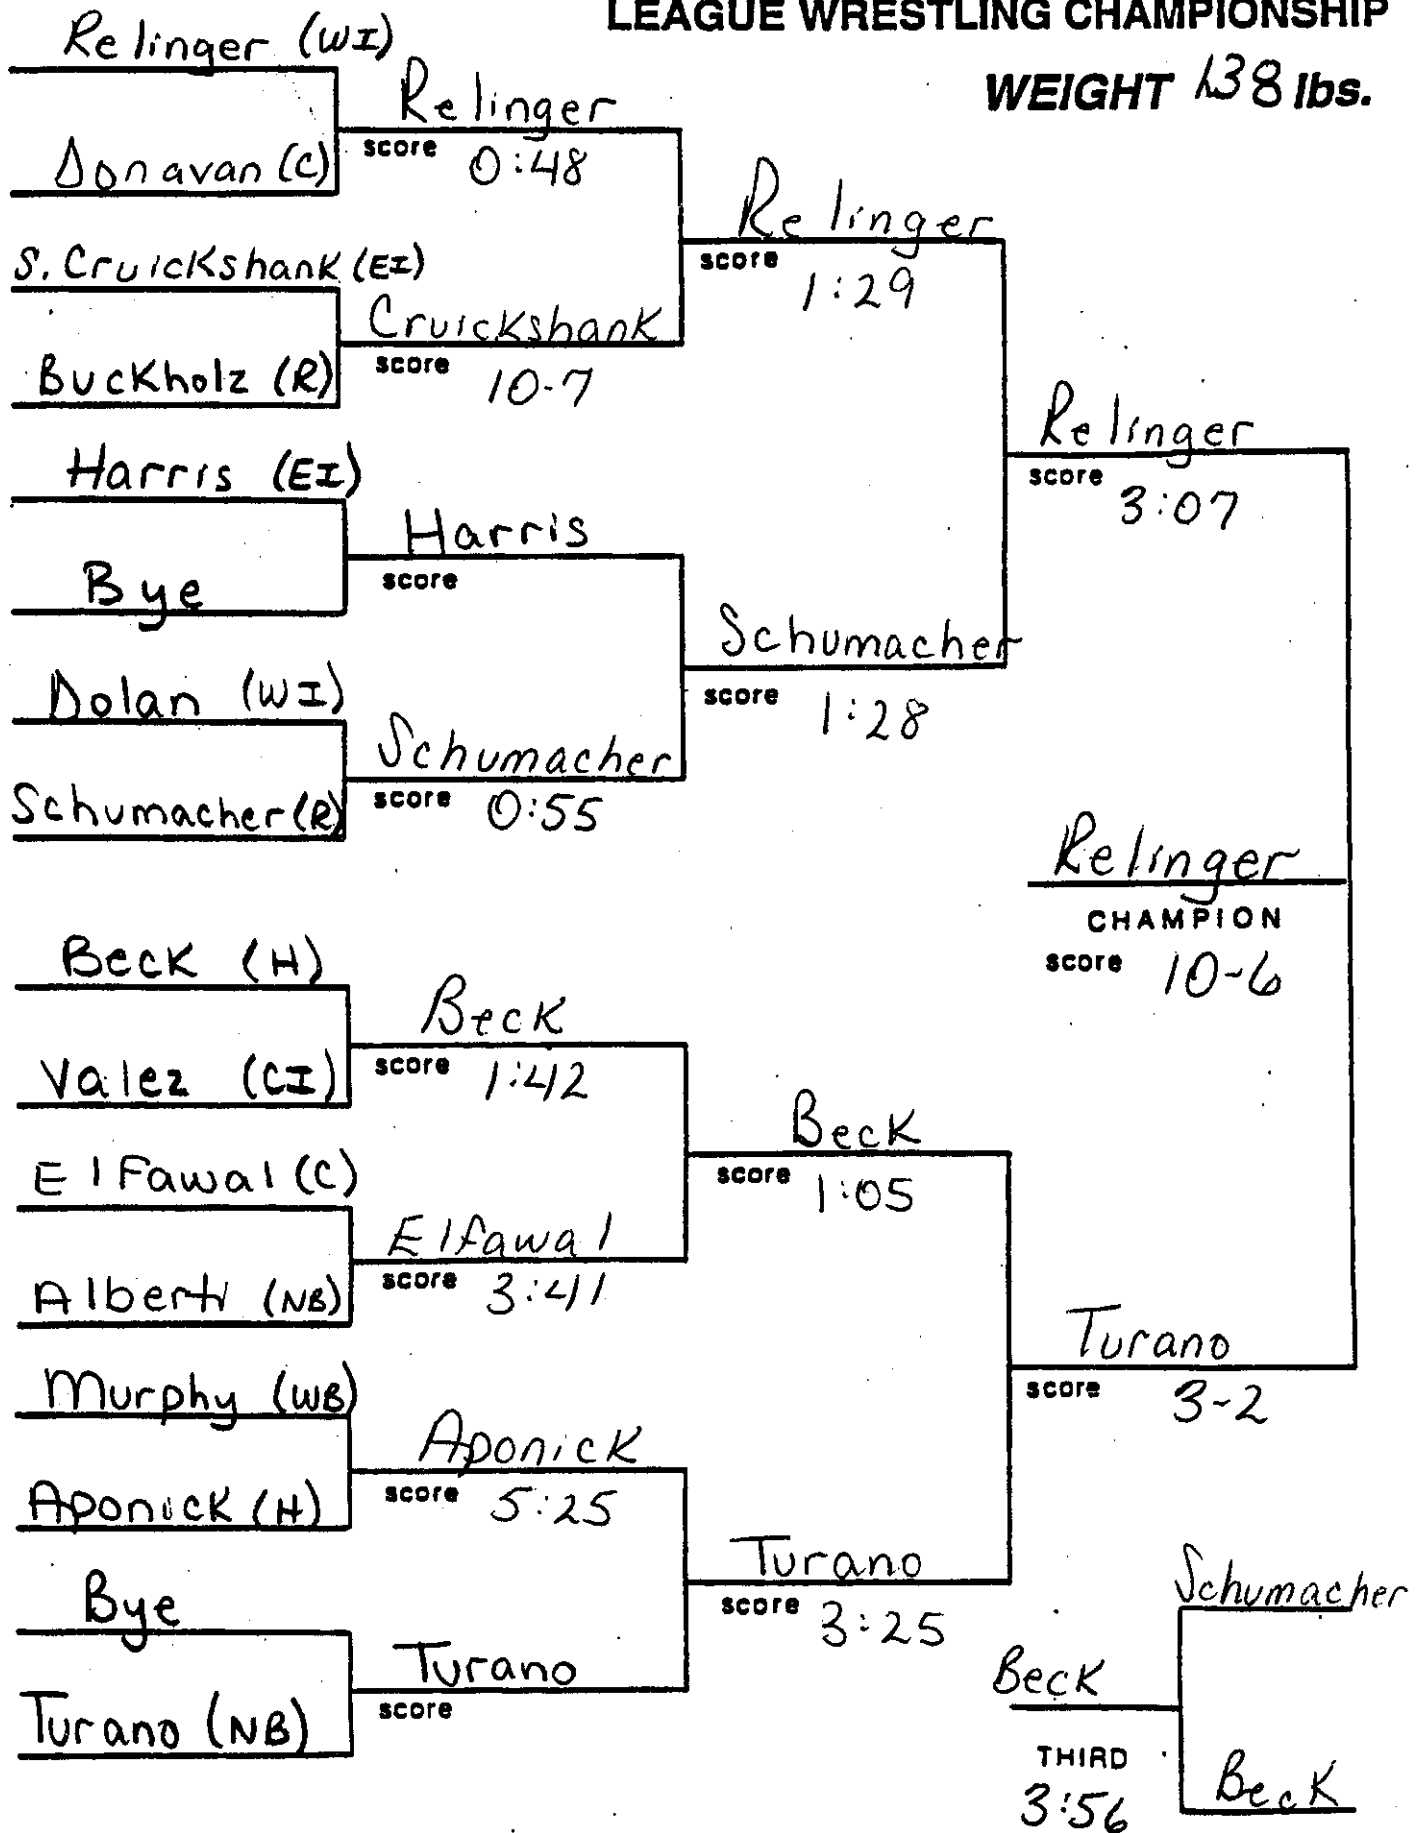 LEAGUE WRESTLING CHAMPIONSHIP
WEIGHT 138 lbs.
Relinger (WI)
Relinger
score 0:48
Donavan (C)
Relinger
score 1:29
S. Cruickshank (EI)
Cruickshank
score 10-7
Buckholz (R)
Relinger
score 3:07
Harris (EI)
Harris
score
Bye
Schumacher
score 1:28
Dolan (WI)
Schumacher
score 0:55
Schumacher (R)
Relinger
CHAMPION
score 10-6
Beck (H)
Beck
score 1:42
Valez (CI)
Beck
score 1:05
ElFawal (C)
Elfawal
score 3:41
Alberti (NB)
Turano
score 3-2
Murphy (WB)
Aponick
score 5:25
Aponick (H)
Turano
score 3:25
Bye
Turano
score
Turano (NB)
Schumacher
Beck
THIRD
3:56
Beck